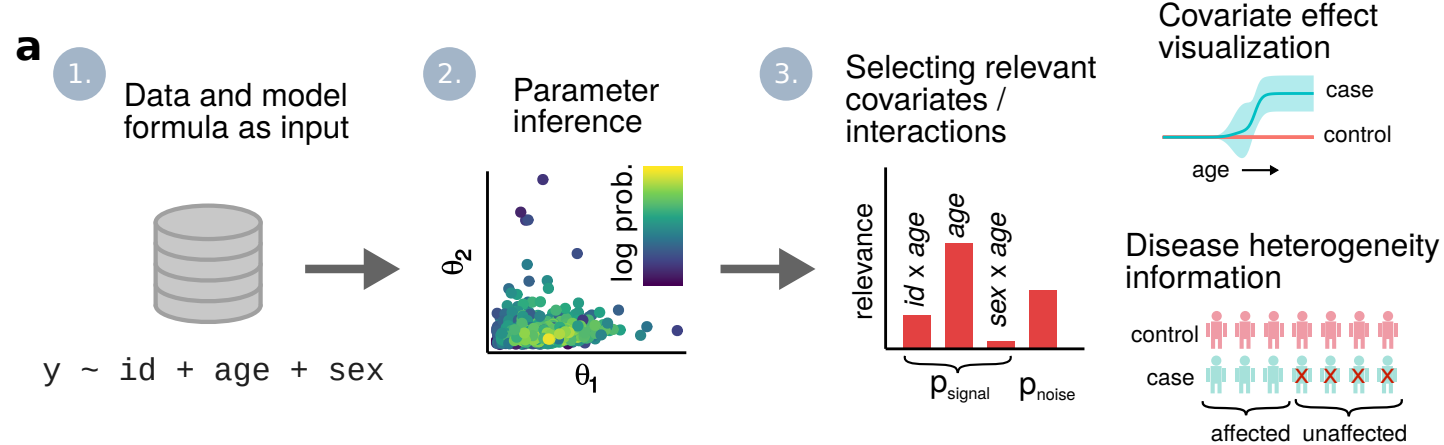 a
1.
Data and model
formula as input
y ~ id + age + sex
2.
Parameter
inference
log prob.
θ2
θ1
3.
Selecting relevant
covariates /
interactions
relevance
id x age
age
sex x age
psignal
pnoise
Covariate effect
visualization
case
control
age
Disease heterogeneity
information
control
case
X X X X
affected unaffected